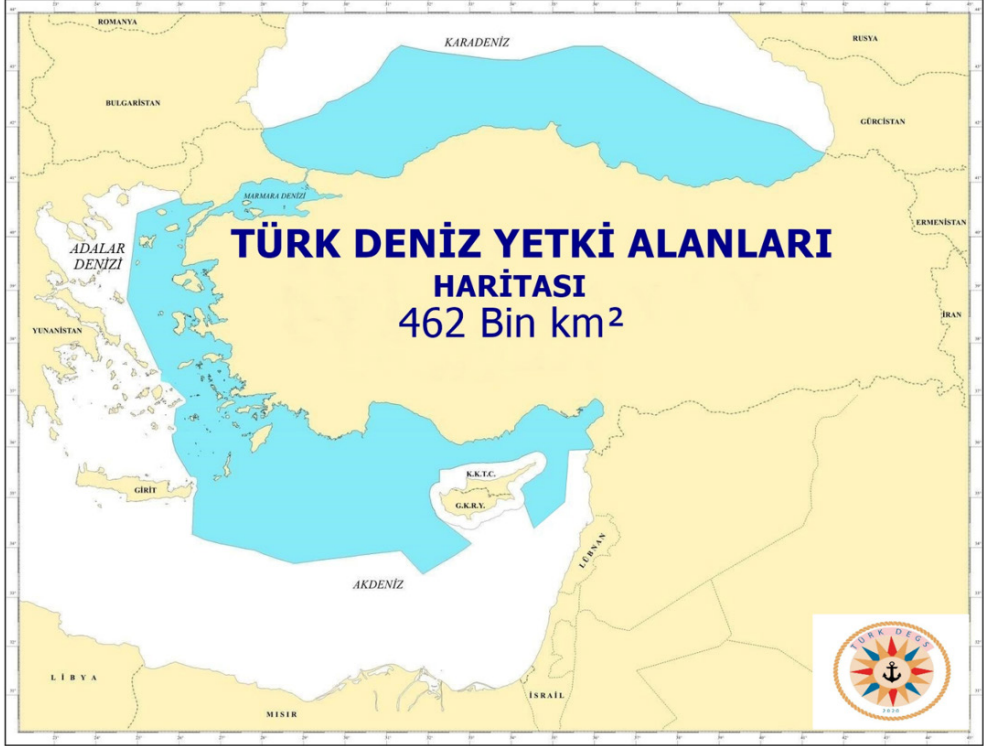 ROMANYA
KARADENİZ
RUSYA
BULGARİSTAN
GÜRCİSTAN
MARMARA DENİZİ
ERMENİSTAN
ADALAR
DENİZİ
TÜRK DENİZ YETKİ ALANLARI
HARİTASI
462 Bin km²
İRAN
YUNANİSTAN
K.K.T.C.
GİRİT
G.K.R.Y.
LÜBNAN
AKDENİZ
TÜRK DEGS
2020
LİBYA
İSRAİL
MISIR